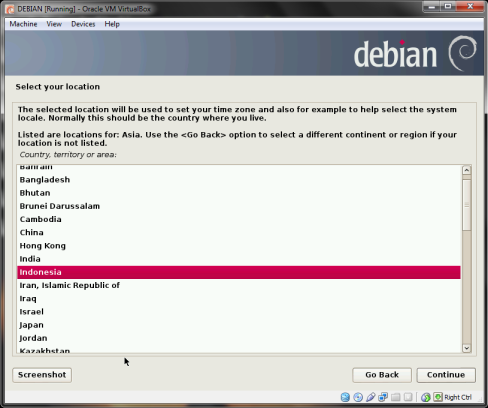 DEBIAN [Running] - Oracle VM VirtualBox
Machine View Devices Help
debian
Select your location
The selected location will be used to set your time zone and also for example to help select the system
locale. Normally this should be the country where you live.
Listed are locations for: Asia. Use the <Go Back> option to select a different continent or region if your
location is not listed.
Country, territory or area:
Bahrain
Bangladesh
Bhutan
Brunei Darussalam
Cambodia
China
Hong Kong
India
Indonesia
Iran, Islamic Republic of
Iraq
Israel
Japan
Jordan
Kazakhstan
Screenshot Go Back Continue
Right Ctrl